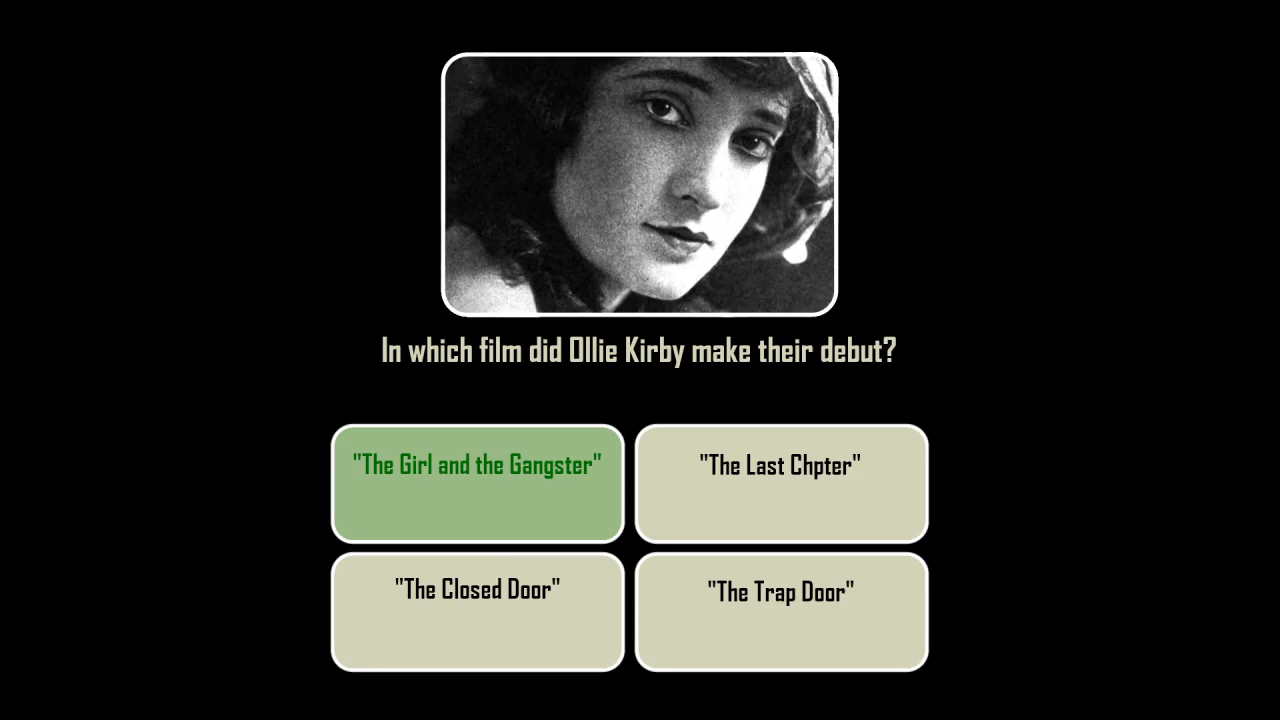 In which film did Ollie Kirby make their debut?
"The Girl and the Gangster"
"The Last Chpter"
"The Closed Door"
"The Trap Door"